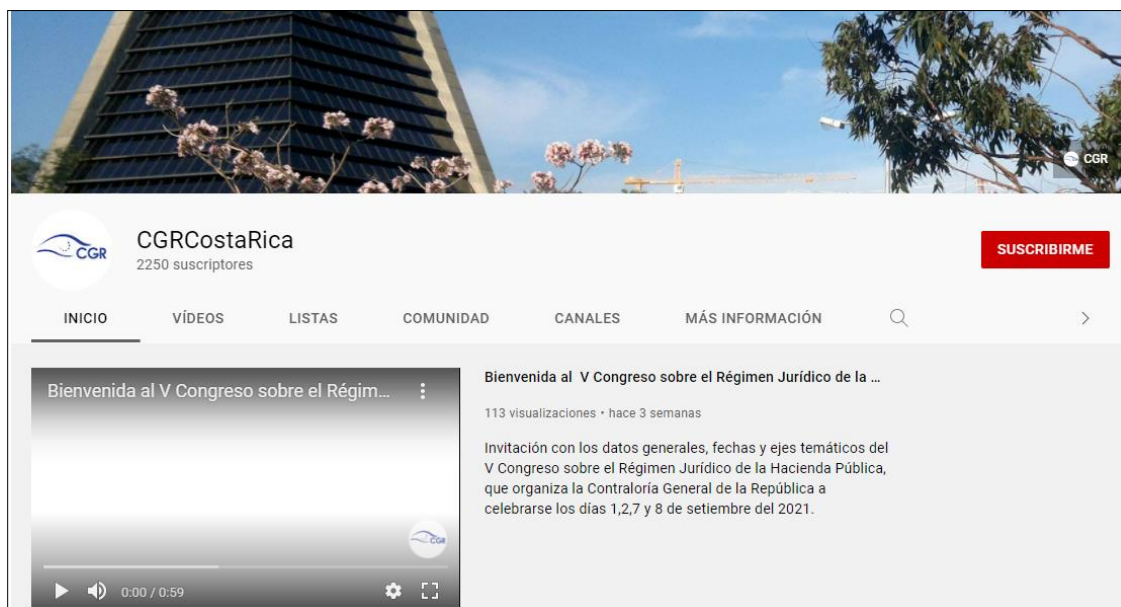 CGR
CGR
CGRCostaRica
2250 suscriptores
SUSCRIBIRME
INICIO VÍDEOS LISTAS COMUNIDAD CANALES MÁS INFORMACIÓN
Bienvenida al V Congreso sobre el Régim...
CGR
0:00 / 0:59
Bienvenida al V Congreso sobre el Régimen Jurídico de la ...
113 visualizaciones • hace 3 semanas
Invitación con los datos generales, fechas y ejes temáticos del
V Congreso sobre el Régimen Jurídico de la Hacienda Pública,
que organiza la Contraloría General de la República a
celebrarse los días 1,2,7 y 8 de setiembre del 2021.